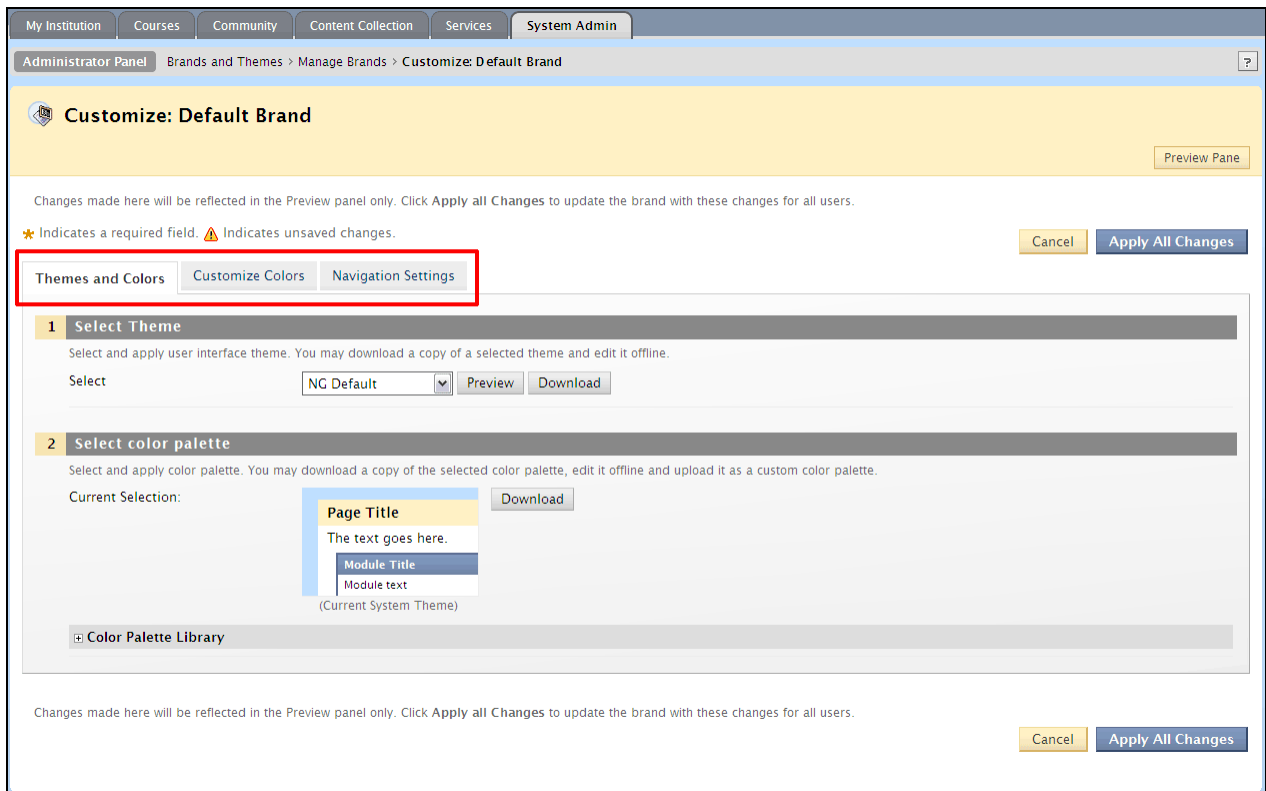 My Institution Courses Community Content Collection Services System Admin
Administrator Panel Brands and Themes > Manage Brands > Customize: Default Brand ?
Customize: Default Brand
Preview Pane
Changes made here will be reflected in the Preview panel only. Click Apply all Changes to update the brand with these changes for all users.
Indicates a required field. Indicates unsaved changes.
Cancel Apply All Changes
Themes and Colors Customize Colors Navigation Settings
1 Select Theme
Select and apply user interface theme. You may download a copy of a selected theme and edit it offline.
Select NG Default Preview Download
2 Select color palette
Select and apply color palette. You may download a copy of the selected color palette, edit it offline and upload it as a custom color palette.
Current Selection: Download
Page Title
The text goes here.
Module Title
Module text
(Current System Theme)
Color Palette Library
Changes made here will be reflected in the Preview panel only. Click Apply all Changes to update the brand with these changes for all users.
Cancel Apply All Changes